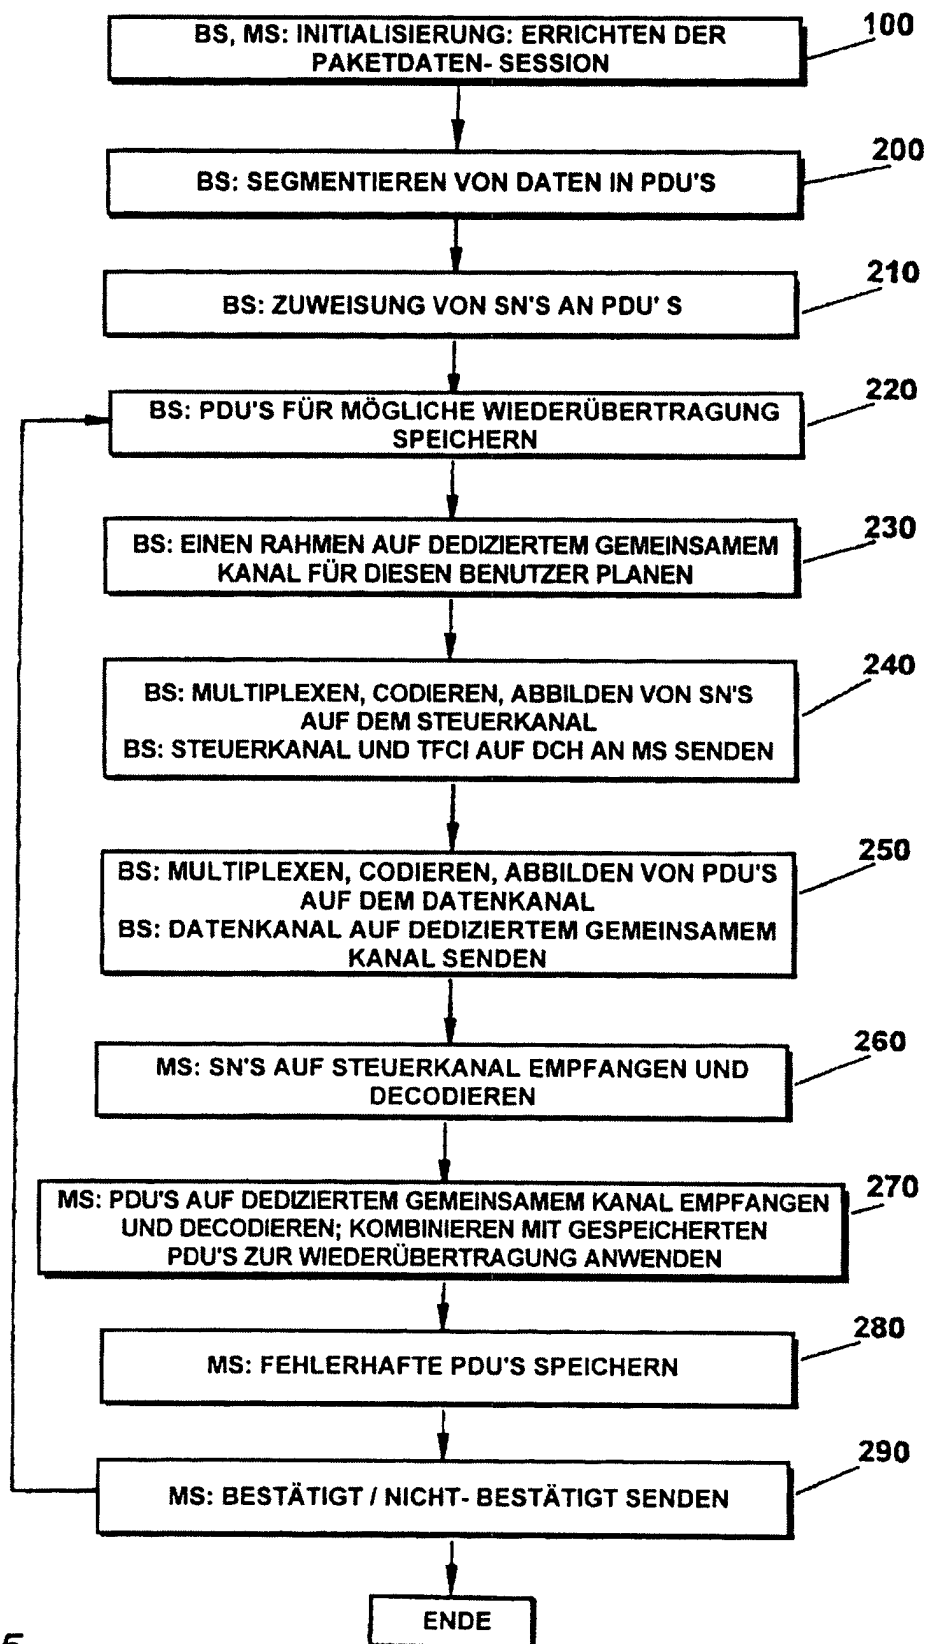 BS, MS: INITIALISIERUNG: ERRICHTEN DER
PAKETDATEN- SESSION
100
BS: SEGMENTIEREN VON DATEN IN PDU'S
200
BS: ZUWEISUNG VON SN'S AN PDU' S
210
BS: PDU'S FÜR MÖGLICHE WIEDERÜBERTRAGUNG
SPEICHERN
220
BS: EINEN RAHMEN AUF DEDIZIERTEM GEMEINSAMEM
KANAL FÜR DIESEN BENUTZER PLANEN
230
BS: MULTIPLEXEN, CODIEREN, ABBILDEN VON SN'S
AUF DEM STEUERKANAL
BS: STEUERKANAL UND TFCI AUF DCH AN MS SENDEN
240
BS: MULTIPLEXEN, CODIEREN, ABBILDEN VON PDU'S
AUF DEM DATENKANAL
BS: DATENKANAL AUF DEDIZIERTEM GEMEINSAMEM
KANAL SENDEN
250
MS: SN'S AUF STEUERKANAL EMPFANGEN UND
DECODIEREN
260
MS: PDU'S AUF DEDIZIERTEM GEMEINSAMEM KANAL EMPFANGEN
UND DECODIEREN; KOMBINIEREN MIT GESPEICHERTEN
PDU'S ZUR WIEDERÜBERTRAGUNG ANWENDEN
270
MS: FEHLERHAFTE PDU'S SPEICHERN
280
MS: BESTÄTIGT / NICHT- BESTÄTIGT SENDEN
290
ENDE